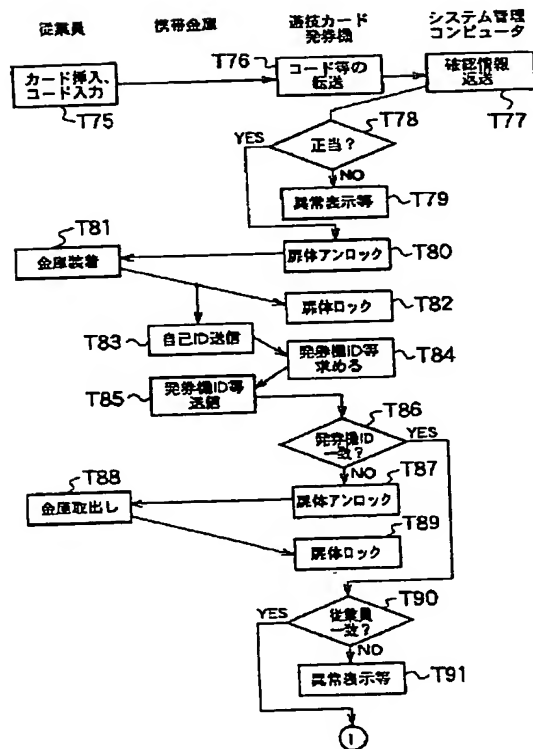 従業員
携帯金庫
遊技カード
発券機
システム管理
コンピュータ
カード挿入、
コード入力
T75
T76
コード等の
転送
確認情報
返送
T77
正当?
T78
YES
NO
異常表示等
T79
扉体アンロック
T80
T81
金庫装着
扉体ロック
T82
T83
自己ID送信
発券機ID等
求める
T84
T85
発券機ID等
送信
T86
発券機ID
一致?
YES
NO
T87
扉体アンロック
T88
金庫取出し
T89
扉体ロック
T90
従業員
一致?
YES
NO
異常表示等
T91
1